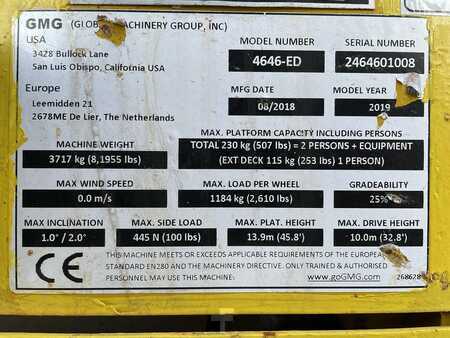 GMG (GLOBAL MACHINERY GROUP, INC)
USA
3428 Bullock Lane
San Luis Obispo, California USA
Europe
Leemidden 21
2678ME De Lier, The Netherlands
MODEL NUMBER
4646-ED
SERIAL NUMBER
2464601008
MFG DATE
08/2018
MODEL YEAR
2019
MACHINE WEIGHT
3717 kg (8,1955 lbs)
MAX. PLATFORM CAPACITY INCLUDING PERSONS
TOTAL 230 kg (507 lbs) = 2 PERSONS + EQUIPMENT
(EXT DECK 115 kg (253 lbs) 1 PERSON)
MAX WIND SPEED
0.0 m/s
MAX. LOAD PER WHEEL
1184 kg (2,610 lbs)
GRADEABILITY
25%
MAX INCLINATION
1.0° / 2.0°
MAX. SIDE LOAD
445 N (100 lbs)
MAX. PLAT. HEIGHT
13.9m (45.8')
MAX. DRIVE HEIGHT
10.0m (32.8')
CE
THIS MACHINE MEETS OR EXCEEDS APPLICABLE REQUIREMENTS OF THE EUROPEAN
STANDARD EN280 AND THE MACHINERY DIRECTIVE. ONLY TRAINED & AUTHORISED
PERSONNEL MAY USE THIS MACHINE.
www.goGMG.com
268628